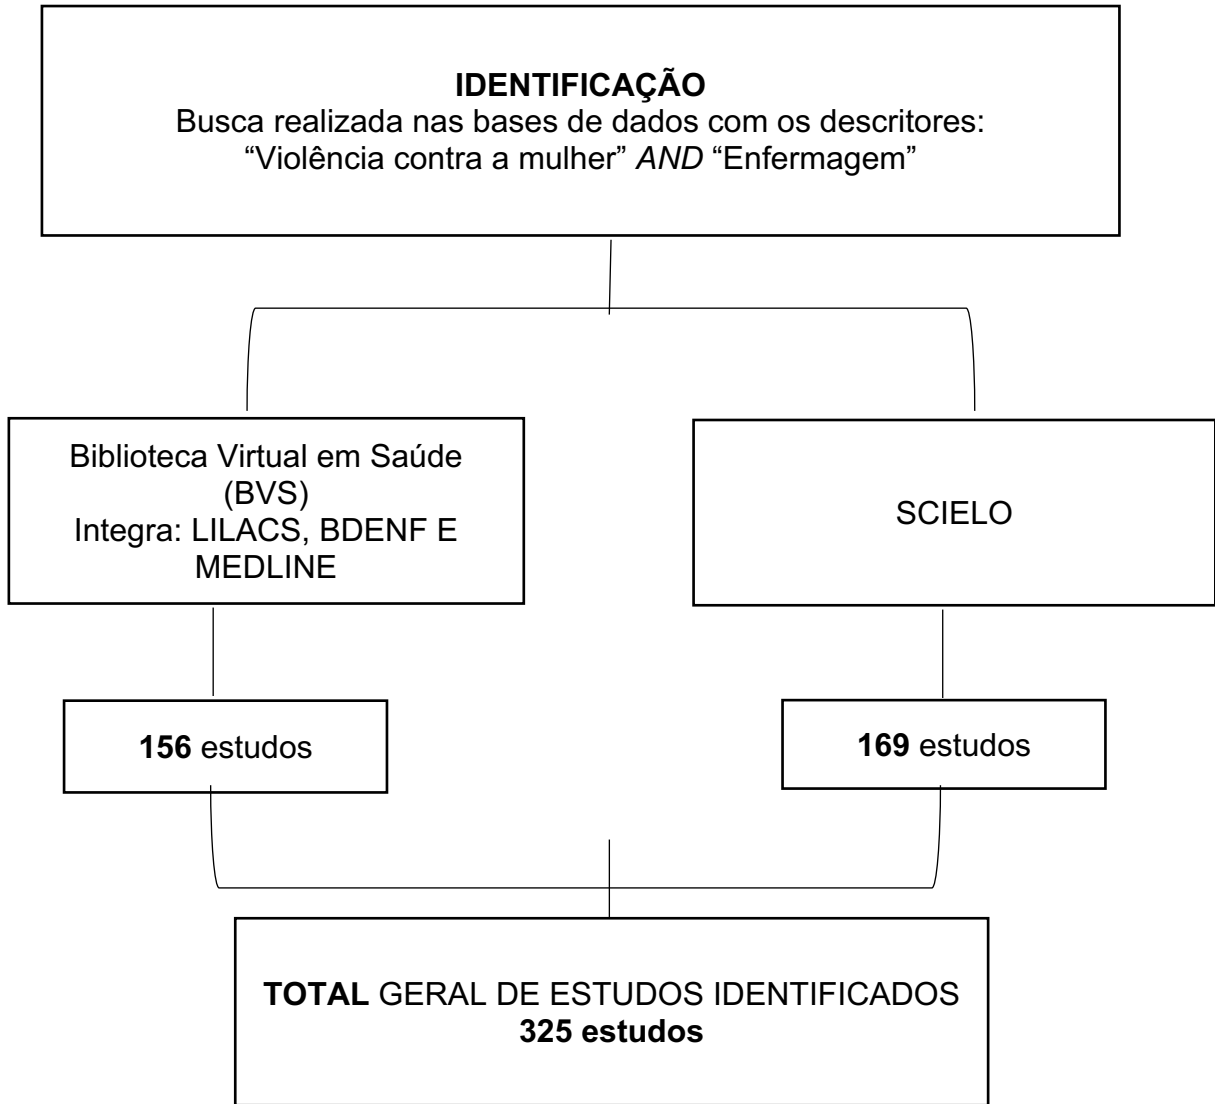 IDENTIFICAÇÃO
Busca realizada nas bases de dados com os descritores:
“Violência contra a mulher” AND “Enfermagem”
Biblioteca Virtual em Saúde
(BVS)
Integra: LILACS, BDENF E
MEDLINE
SCIELO
156 estudos
169 estudos
TOTAL GERAL DE ESTUDOS IDENTIFICADOS
325 estudos